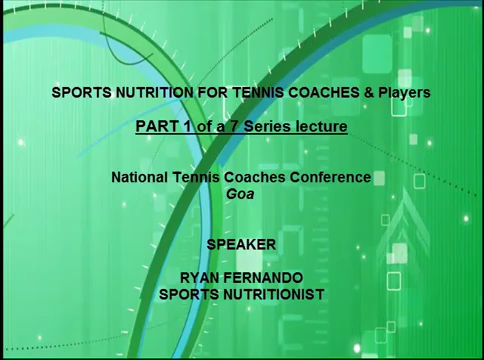 SPORTS NUTRITION FOR TENNIS COACHES & Players
PART 1 of a 7 Series lecture
National Tennis Coaches Conference
Goa
SPEAKER
RYAN FERNANDO
SPORTS NUTRITIONIST